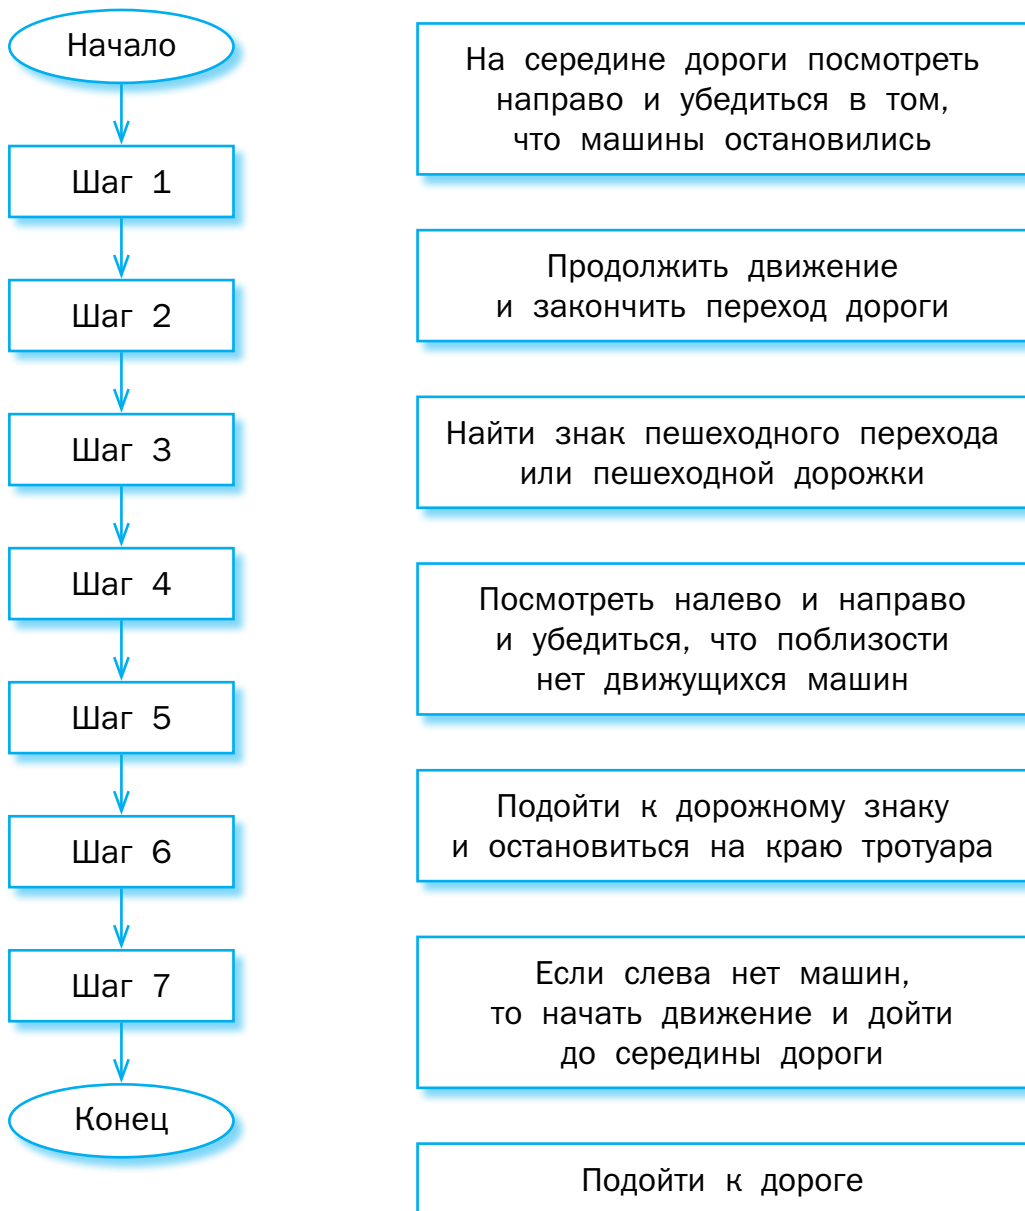 Начало
Шаг 1
Шаг 2
Шаг 3
Шаг 4
Шаг 5
Шаг 6
Шаг 7
Конец
На середине дороги посмотреть
направо и убедиться в том,
что машины остановились
Продолжить движение
и закончить переход дороги
Найти знак пешеходного перехода
или пешеходной дорожки
Посмотреть налево и направо
и убедиться, что поблизости
нет движущихся машин
Подойти к дорожному знаку
и остановиться на краю тротуара
Если слева нет машин,
то начать движение и дойти
до середины дороги
Подойти к дороге